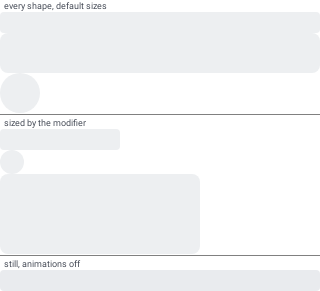 every shape, default sizes
sized by the modifier
still, animations off